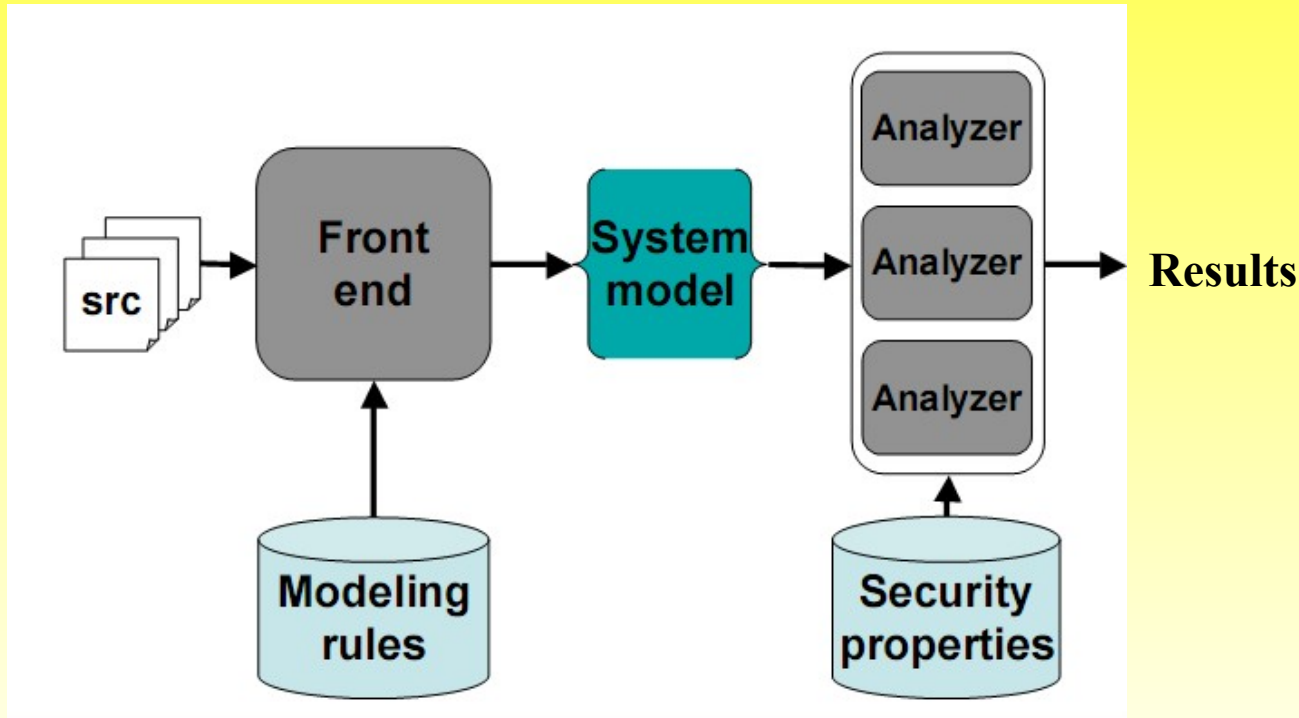 src
Front
end
System
model
Analyzer
Analyzer
Analyzer
Results
Modeling
rules
Security
properties